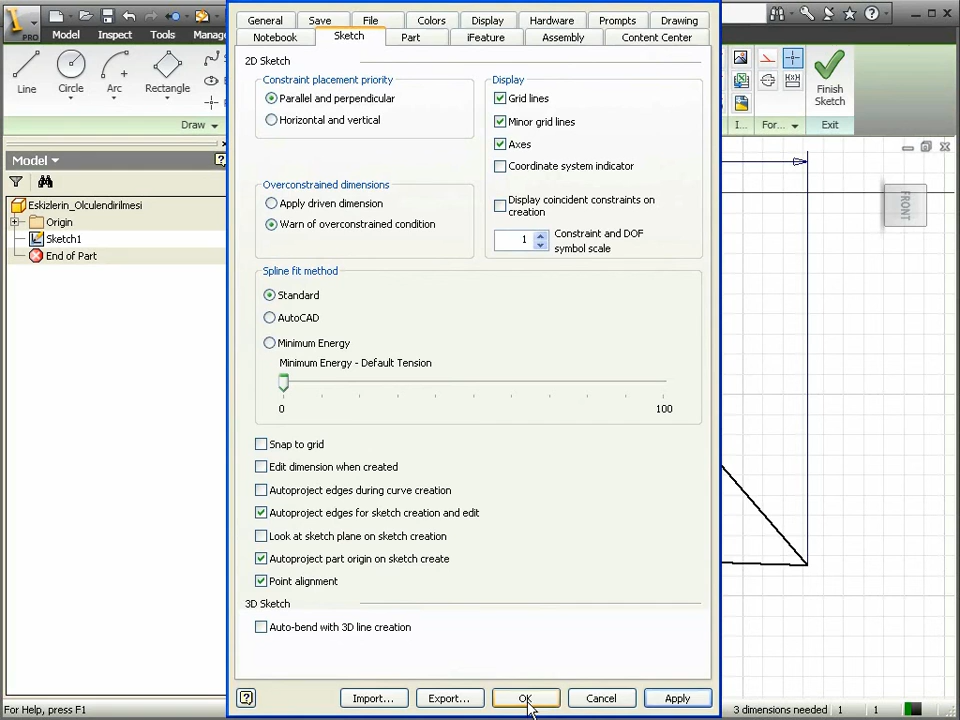 General Save File Colors Display Hardware Prompts Drawing
Notebook Sketch Part iFeature Assembly Content Center
PRO Model Inspect Tools
Line Circle Arc Rectangle
Draw
Finish
Sketch
I... For... Exit
Model
Eskizlerin_Olculendirilmesi
Origin
Sketch1
End of Part
2D Sketch
Constraint placement priority
Parallel and perpendicular
Horizontal and vertical
Overconstrained dimensions
Apply driven dimension
Warn of overconstrained condition
Display
Grid lines
Minor grid lines
Axes
Coordinate system indicator
Display coincident constraints on
creation
1 Constraint and DOF
symbol scale
Spline fit method
Standard
AutoCAD
Minimum Energy
Minimum Energy - Default Tension
0 100
Snap to grid
Edit dimension when created
Autoproject edges during curve creation
Autoproject edges for sketch creation and edit
Look at sketch plane on sketch creation
Autoproject part origin on sketch create
Point alignment
3D Sketch
Auto-bend with 3D line creation
Import... Export... OK Cancel Apply
FRONT
For Help, press F1
3 dimensions needed 1 1